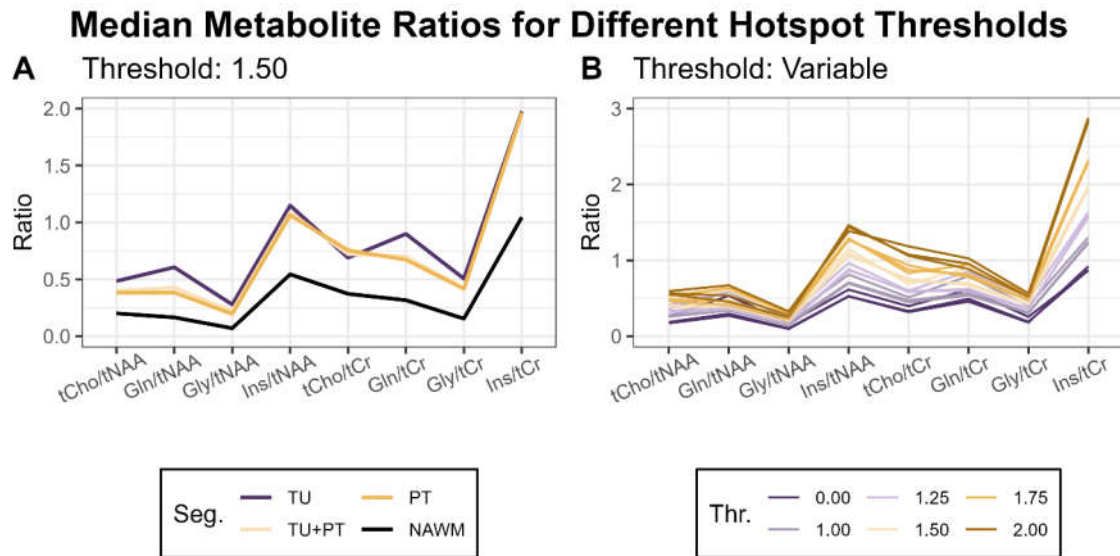 Median Metabolite Ratios for Different Hotspot Thresholds
A Threshold: 1.50
2.0
1.5
1.0
0.5
0.0
Ratio
tCho/tNAA
Gln/tNAA
Gly/tNAA
Ins/tNAA
tCho/tCr
Gln/tCr
Gly/tCr
Ins/tCr
Seg.
TU
PT
TU+PT
NAWM
B Threshold: Variable
3
2
1
0
Ratio
tCho/tNAA
Gln/tNAA
Gly/tNAA
Ins/tNAA
tCho/tCr
Gln/tCr
Gly/tCr
Ins/tCr
Thr.
0.00
1.25
1.75
1.00
1.50
2.00